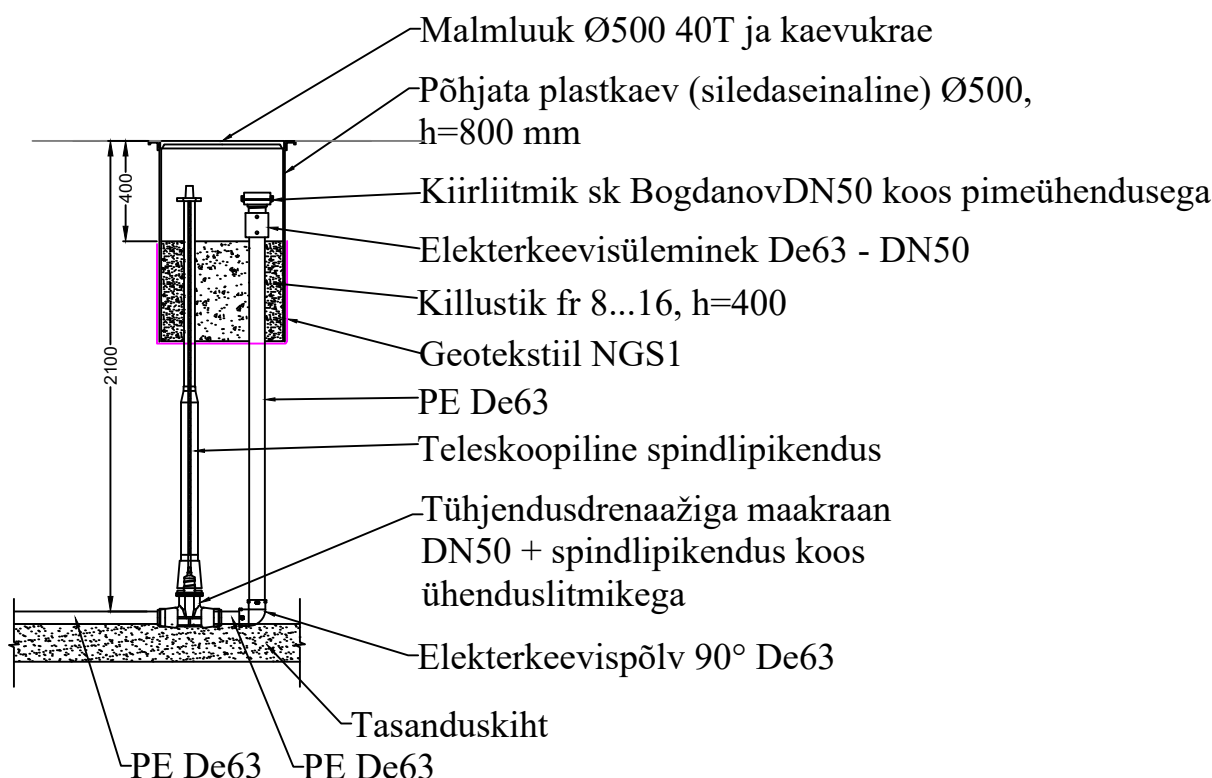 Malmluuk Ø500 40T ja kaevukrae
Põhjata plastkaev (siledaseinaline) Ø500,
h=800 mm
400
Kiirliitmik sk BogdanovDN50 koos pimeühendusega
Elekterkeevisüleminek De63 - DN50
Killustik fr 8...16, h=400
Geotekstiil NGS1
2100
PE De63
Teleskoopiline spindlipikendus
Tühjendusdrenaažiga maakraan
DN50 + spindlipikendus koos
ühenduslitmikega
Elekterkeevispõlv 90° De63
Tasanduskiht
PE De63
PE De63